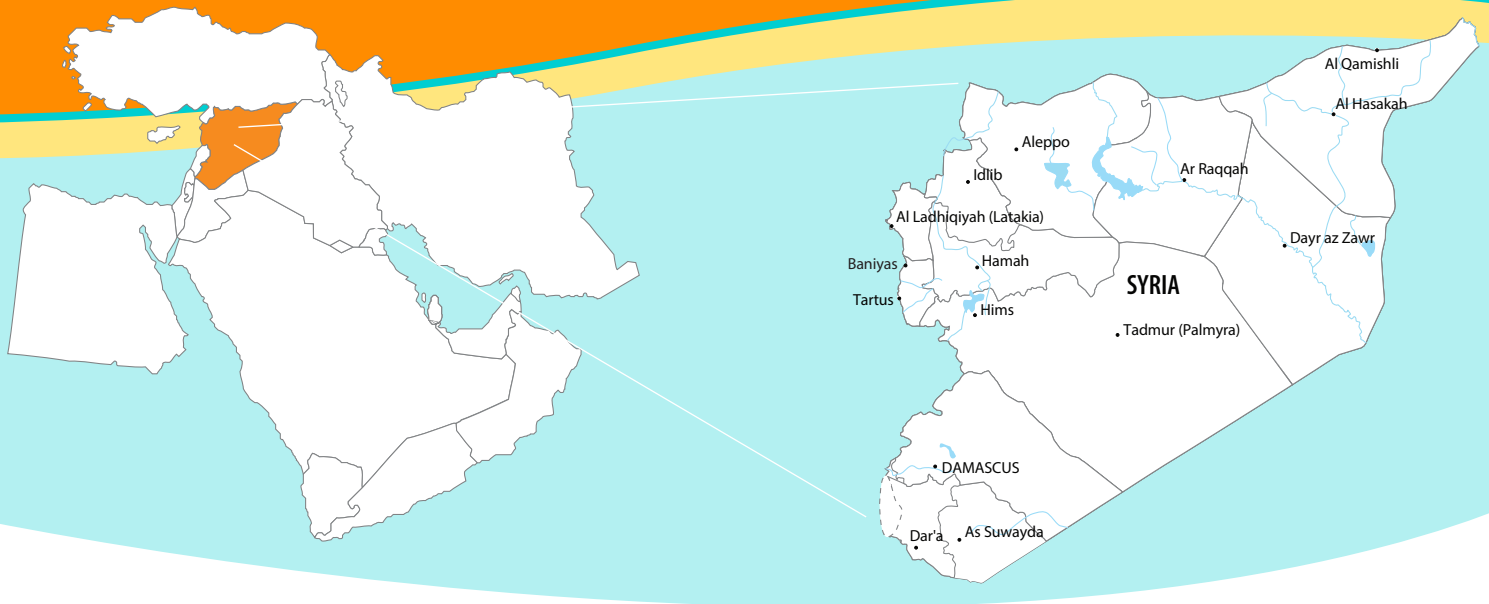 Al Qamishli
Al Hasakah
Aleppo
Idlib
Ar Raqqah
Al Ladhiqiyah (Latakia)
Dayr az Zawr
Baniyas
Hamah
SYRIA
Tartus
Hims
Tadmur (Palmyra)
DAMASCUS
Dar'a
As Suwayda